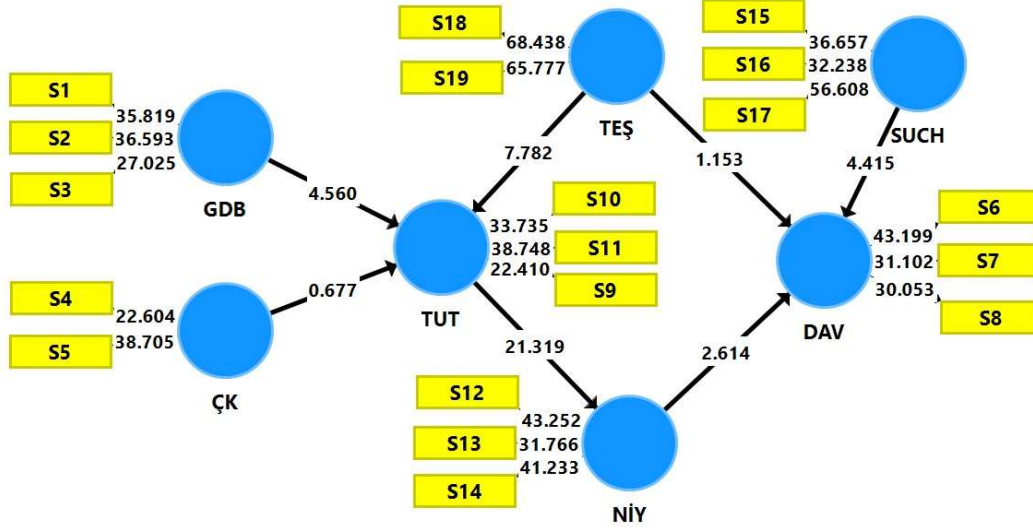 S18
68.438
S19
65.777
TEŞ
S15
36.657
S16
32.238
S17
56.608
SUCH
S1
35.819
S2
36.593
S3
27.025
GDB
7.782
1.153
4.415
4.560
S10
33.735
S11
38.748
S9
22.410
TUT
S6
43.199
S7
31.102
S8
30.053
DAV
S4
22.604
S5
38.705
ÇK
0.677
21.319
2.614
S12
43.252
S13
31.766
S14
41.233
NİY